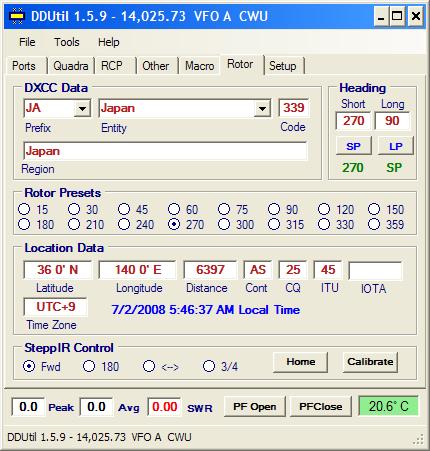 DDUtil 1.5.9 - 14,025.73 VFO A CWU
File Tools Help
Ports Quadra RCP Other Macro Rotor Setup
DXCC Data
JA Japan 339
Prefix Entity Code
Japan
Region
Heading
Short Long
270 90
SP LP
270 SP
Rotor Presets
15 30 45 60 75 90 120 150
180 210 240 270 300 315 330 359
Location Data
36 0' N 140 0' E 6397 AS 25 45
Latitude Longitude Distance Cont CQ ITU IOTA
UTC+9 7/2/2008 5:46:37 AM Local Time
Time Zone
SteppIR Control
Fwd 180 <--> 3/4 Home Calibrate
0.0 Peak 0.0 Avg 0.00 SWR PF Open PFClose 20.6° C
DDUtil 1.5.9 - 14,025.73 VFO A CWU